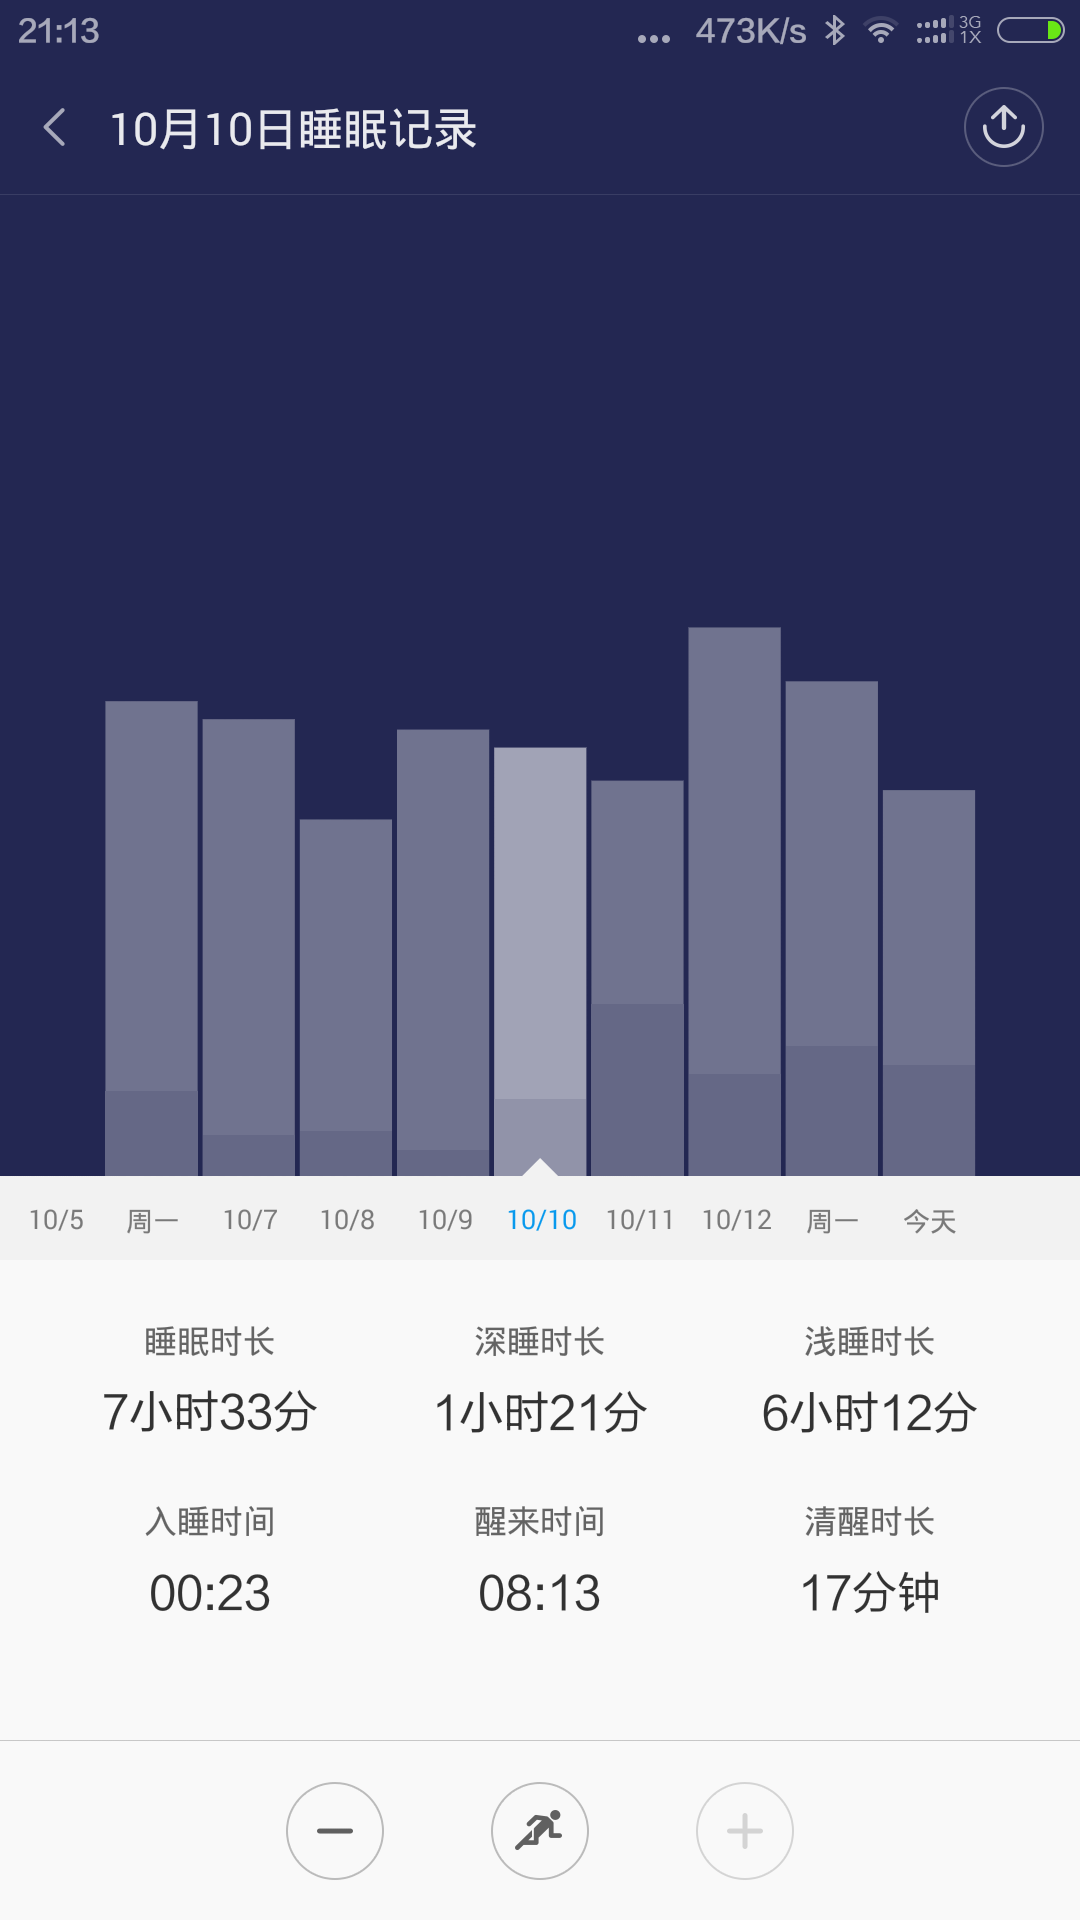 21:13 ... 473K/s 3G 1X
10月10日睡眠记录
10/5 周一 10/7 10/8 10/9 10/10 10/11 10/12 周一 今天
睡眠时长 深睡时长 浅睡时长
7小时33分 1小时21分 6小时12分
入睡时间 醒来时间 清醒时长
00:23 08:13 17分钟